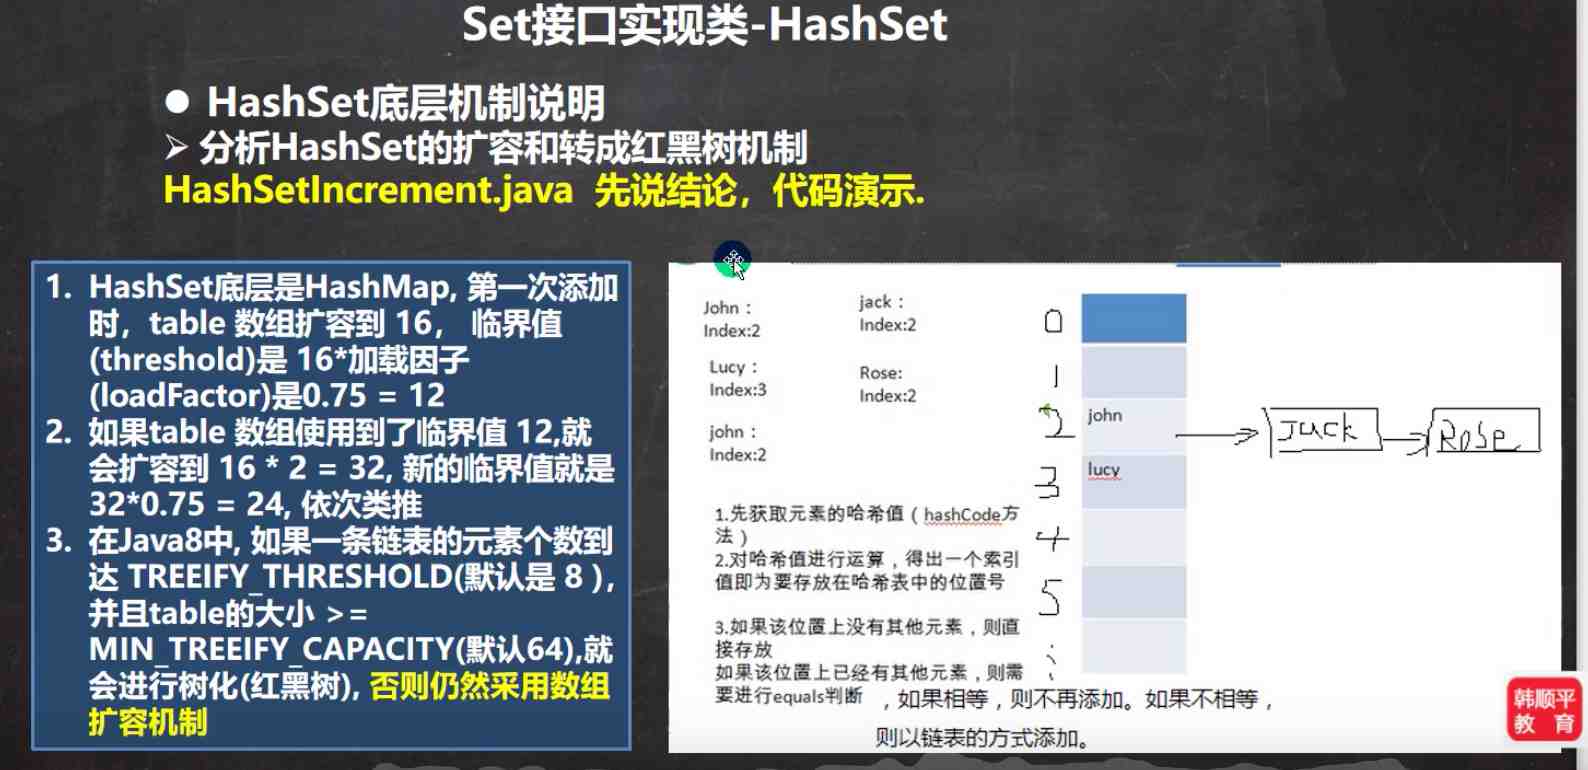 Set接口实现类-HashSet
● HashSet底层机制说明
➢ 分析HashSet的扩容和转成红黑树机制
HashSetIncrement.java 先说结论，代码演示.
1. HashSet底层是HashMap, 第一次添加
时，table 数组扩容到 16， 临界值
(threshold)是 16*加载因子
(loadFactor)是0.75 = 12
2. 如果table 数组使用到了临界值 12,就
会扩容到 16 * 2 = 32, 新的临界值就是
32*0.75 = 24, 依次类推
3. 在Java8中, 如果一条链表的元素个数到
达 TREEIFY_THRESHOLD(默认是 8 ),
并且table的大小 >=
MIN_TREEIFY_CAPACITY(默认64),就
会进行树化(红黑树), 否则仍然采用数组
扩容机制
John：
Index:2
jack：
Index:2
Lucy：
Index:3
Rose:
Index:2
john：
Index:2
1.先获取元素的哈希值（hashCode方
法）
2.对哈希值进行运算，得出一个索引
值即为要存放在哈希表中的位置号
3.如果该位置上没有其他元素，则直
接存放
如果该位置上已经有其他元素，则需
要进行equals判断 ，如果相等，则不再添加。如果不相等，
则以链表的方式添加。
0
1
2 john Jack Rose
3 lucy
4
5
韩顺平
教 育